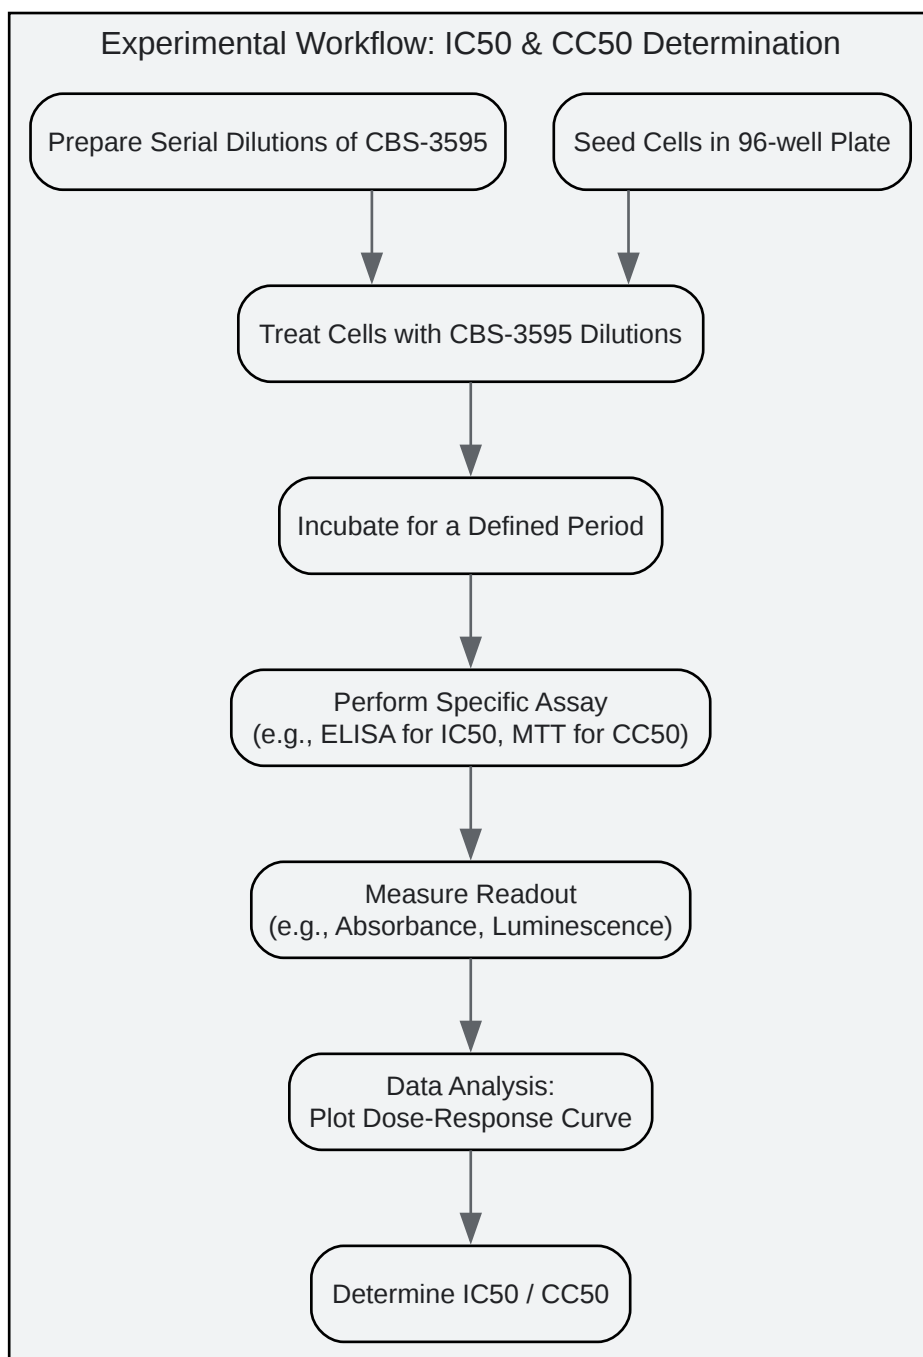 Experimental Workflow: IC50 & CC50 Determination
Prepare Serial Dilutions of CBS-3595
Seed Cells in 96-well Plate
Treat Cells with CBS-3595 Dilutions
Incubate for a Defined Period
Perform Specific Assay
(e.g., ELISA for IC50, MTT for CC50)
Measure Readout
(e.g., Absorbance, Luminescence)
Data Analysis:
Plot Dose-Response Curve
Determine IC50 / CC50